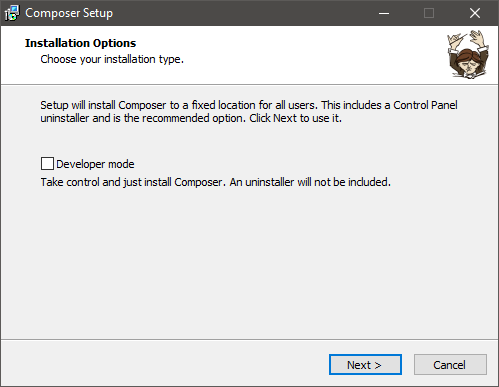 Composer Setup
Installation Options
Choose your installation type.
Setup will install Composer to a fixed location for all users. This includes a Control Panel
uninstaller and is the recommended option. Click Next to use it.
Developer mode
Take control and just install Composer. An uninstaller will not be included.
Next >
Cancel